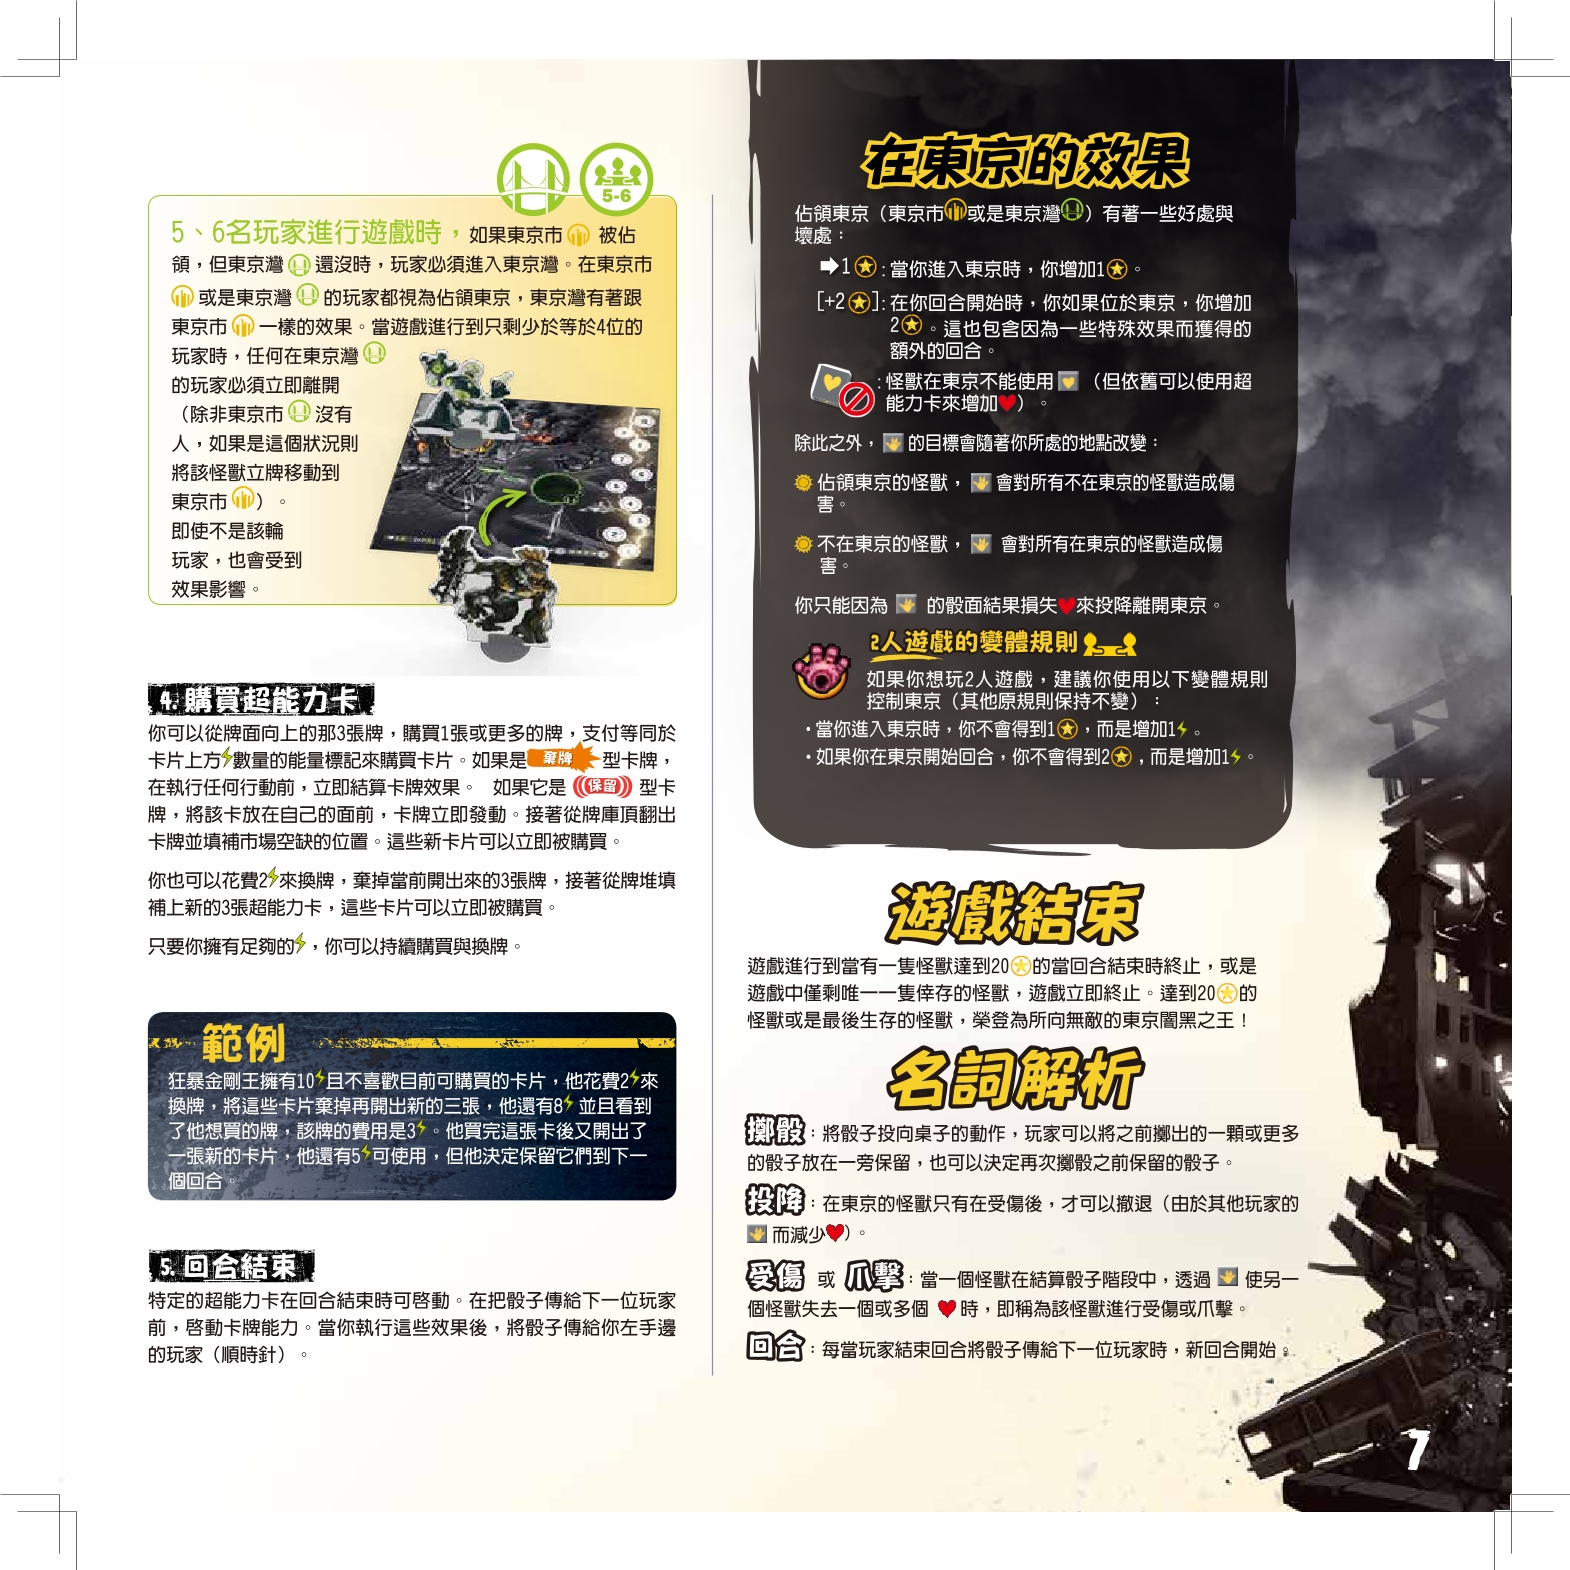 5-6
5、6名玩家進行遊戲時，如果東京市 被佔
領，但東京灣 還沒時，玩家必須進入東京灣。在東京市
或是東京灣 的玩家都視為佔領東京，東京灣有著跟
東京市 一樣的效果。當遊戲進行到只剩少於等於4位的
玩家時，任何在東京灣
的玩家必須立即離開
（除非東京市 沒有
人，如果是這個狀況則
將該怪獸立牌移動到
東京市 ）。
即使不是該輪
玩家，也會受到
效果影響。
4. 購買超能力卡
你可以從牌面向上的那3張牌，購買1張或更多的牌，支付等同於
卡片上方 數量的能量標記來購買卡片。如果是 棄牌 型卡牌，
在執行任何行動前，立即結算卡牌效果。 如果它是 保留 型卡
牌，將該卡放在自己的面前，卡牌立即發動。接著從牌庫頂翻出
卡牌並填補市場空缺的位置。這些新卡片可以立即被購買。
你也可以花費2 來換牌，棄掉當前開出來的3張牌，接著從牌堆填
補上新的3張超能力卡，這些卡片可以立即被購買。
只要你擁有足夠的 ，你可以持續購買與換牌。
範例
狂暴金剛王擁有10 且不喜歡目前可購買的卡片，他花費2 來
換牌，將這些卡片棄掉再開出新的三張，他還有8 並且看到
了他想買的牌，該牌的費用是3 。他買完這張卡後又開出了
一張新的卡片，他還有5 可使用，但他決定保留它們到下一
個回合。
5. 回合結束
特定的超能力卡在回合結束時可啓動。在把骰子傳給下一位玩家
前，啓動卡牌能力。當你執行這些效果後，將骰子傳給你左手邊
的玩家（順時針）。
在東京的效果
佔領東京（東京市 或是東京灣 ）有著一些好處與
壞處：
1 ：當你進入東京時，你增加1 。
[+2 ]：在你回合開始時，你如果位於東京，你增加
2 。這也包含因為一些特殊效果而獲得的
額外的回合。
：怪獸在東京不能使用 （但依舊可以使用超
能力卡來增加 ）。
除此之外， 的目標會隨著你所處的地點改變：
佔領東京的怪獸， 會對所有不在東京的怪獸造成傷
害。
不在東京的怪獸， 會對所有在東京的怪獸造成傷
害。
你只能因為 的骰面結果損失 來投降離開東京。
2人遊戲的變體規則
如果你想玩2人遊戲，建議你使用以下變體規則
控制東京（其他原規則保持不變）：
・當你進入東京時，你不會得到1 ，而是增加1 。
・如果你在東京開始回合，你不會得到2 ，而是增加1 。
遊戲結束
遊戲進行到當有一隻怪獸達到20 的當回合結束時終止，或是
遊戲中僅剩唯一一隻倖存的怪獸，遊戲立即終止。達到20 的
怪獸或是最後生存的怪獸，榮登為所向無敵的東京闇黑之王！
名詞解析
擲骰：將骰子投向桌子的動作，玩家可以將之前擲出的一顆或更多
的骰子放在一旁保留，也可以決定再次擲骰之前保留的骰子。
投降：在東京的怪獸只有在受傷後，才可以撤退（由於其他玩家的
而減少 ）。
受傷 或 爪擊：當一個怪獸在結算骰子階段中，透過 使另一
個怪獸失去一個或多個 時，即稱為該怪獸進行受傷或爪擊。
回合：每當玩家結束回合將骰子傳給下一位玩家時，新回合開始。
7